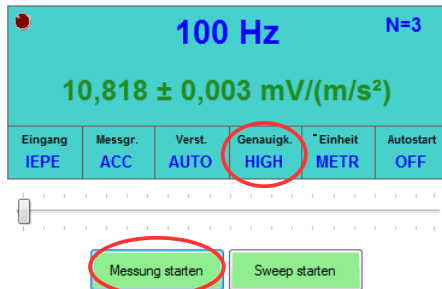 100 Hz N=3
10,818 ± 0,003 mV/(m/s²)
Eingang Messgr. Verst. Genauigk. Einheit Autostart
IEPE ACC AUTO HIGH METR OFF
Messung starten Sweep starten